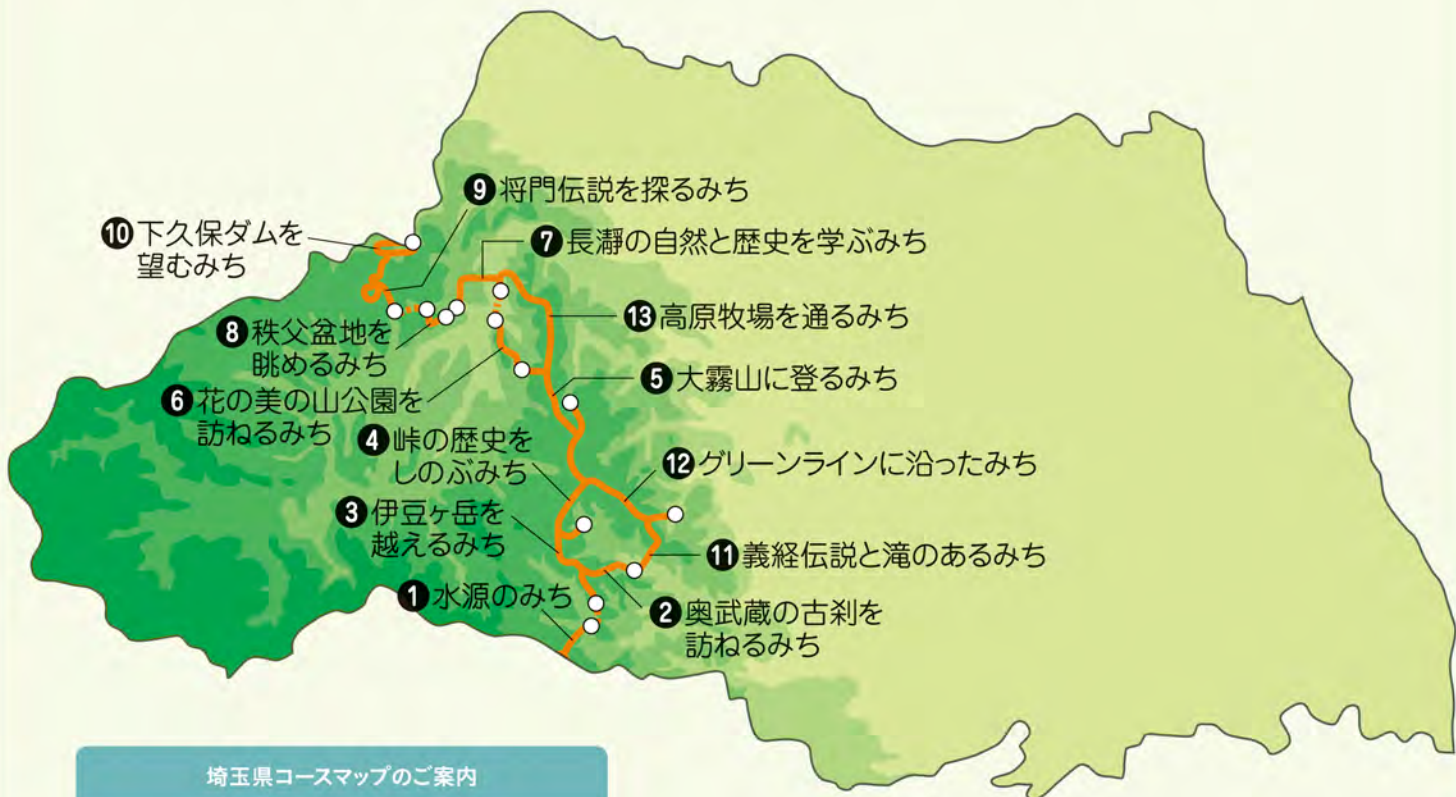 ❾将門伝説を探るみち
❿下久保ダムを
望むみち
❼長瀞の自然と歴史を学ぶみち
⓭高原牧場を通るみち
❽秩父盆地を
眺めるみち
❺大霧山に登るみち
❻花の美の山公園を
訪ねるみち
❹峠の歴史を
しのぶみち
⓬グリーンラインに沿ったみち
❸伊豆ヶ岳を
越えるみち
⓫義経伝説と滝のあるみち
❶水源のみち
❷奥武蔵の古刹を
訪ねるみち
埼玉県コースマップのご案内